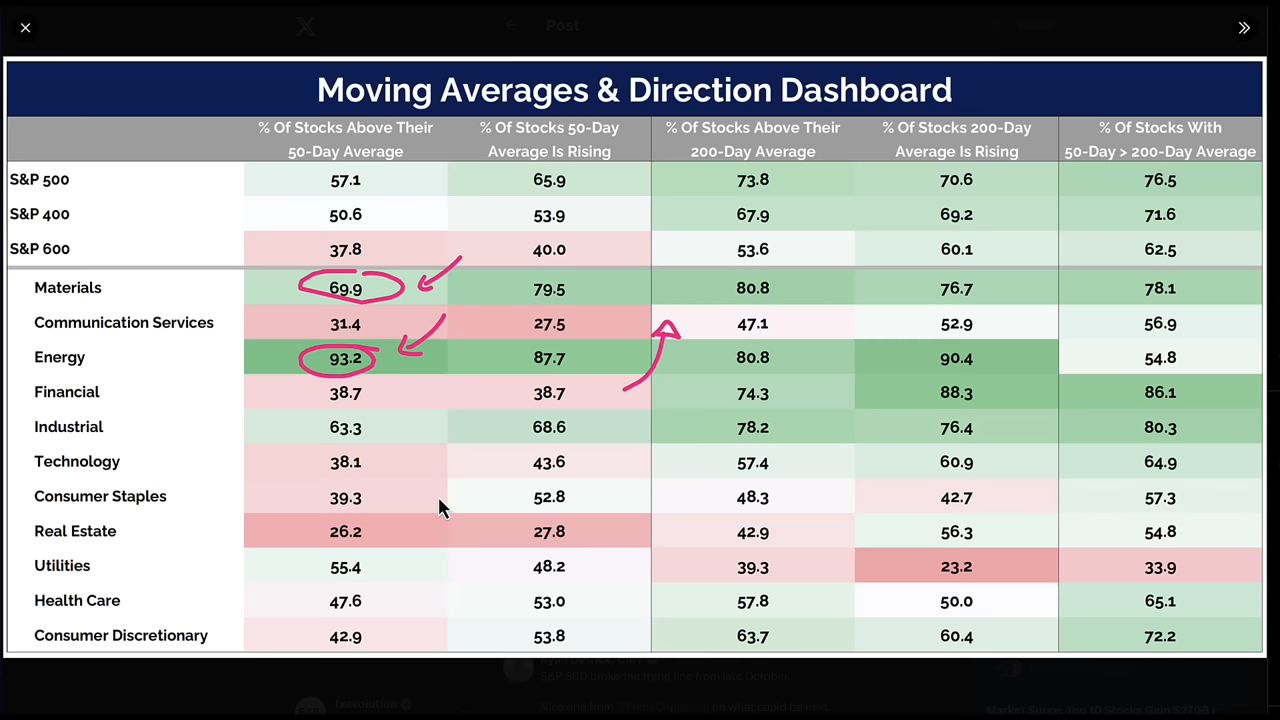 Post
Moving Averages & Direction Dashboard
% Of Stocks Above Their 50-Day Average | % Of Stocks 50-Day Average Is Rising | % Of Stocks Above Their 200-Day Average | % Of Stocks 200-Day Average Is Rising | % Of Stocks With 50-Day > 200-Day Average
S&P 500 57.1 65.9 73.8 70.6 76.5
S&P 400 50.6 53.9 67.9 69.2 71.6
S&P 600 37.8 40.0 53.6 60.1 62.5
Materials 69.9 79.5 80.8 76.7 78.1
Communication Services 31.4 27.5 47.1 52.9 56.9
Energy 93.2 87.7 80.8 90.4 54.8
Financial 38.7 38.7 74.3 88.3 86.1
Industrial 63.3 68.6 78.2 76.4 80.3
Technology 38.1 43.6 57.4 60.9 64.9
Consumer Staples 39.3 52.8 48.3 42.7 57.3
Real Estate 26.2 27.8 42.9 56.3 54.8
Utilities 55.4 48.2 39.3 23.2 33.9
Health Care 47.6 53.0 57.8 50.0 65.1
Consumer Discretionary 42.9 53.8 63.7 60.4 72.2
S&P 500 broke the trend line from late October.
fxevolution
Nice one from on what could be next.